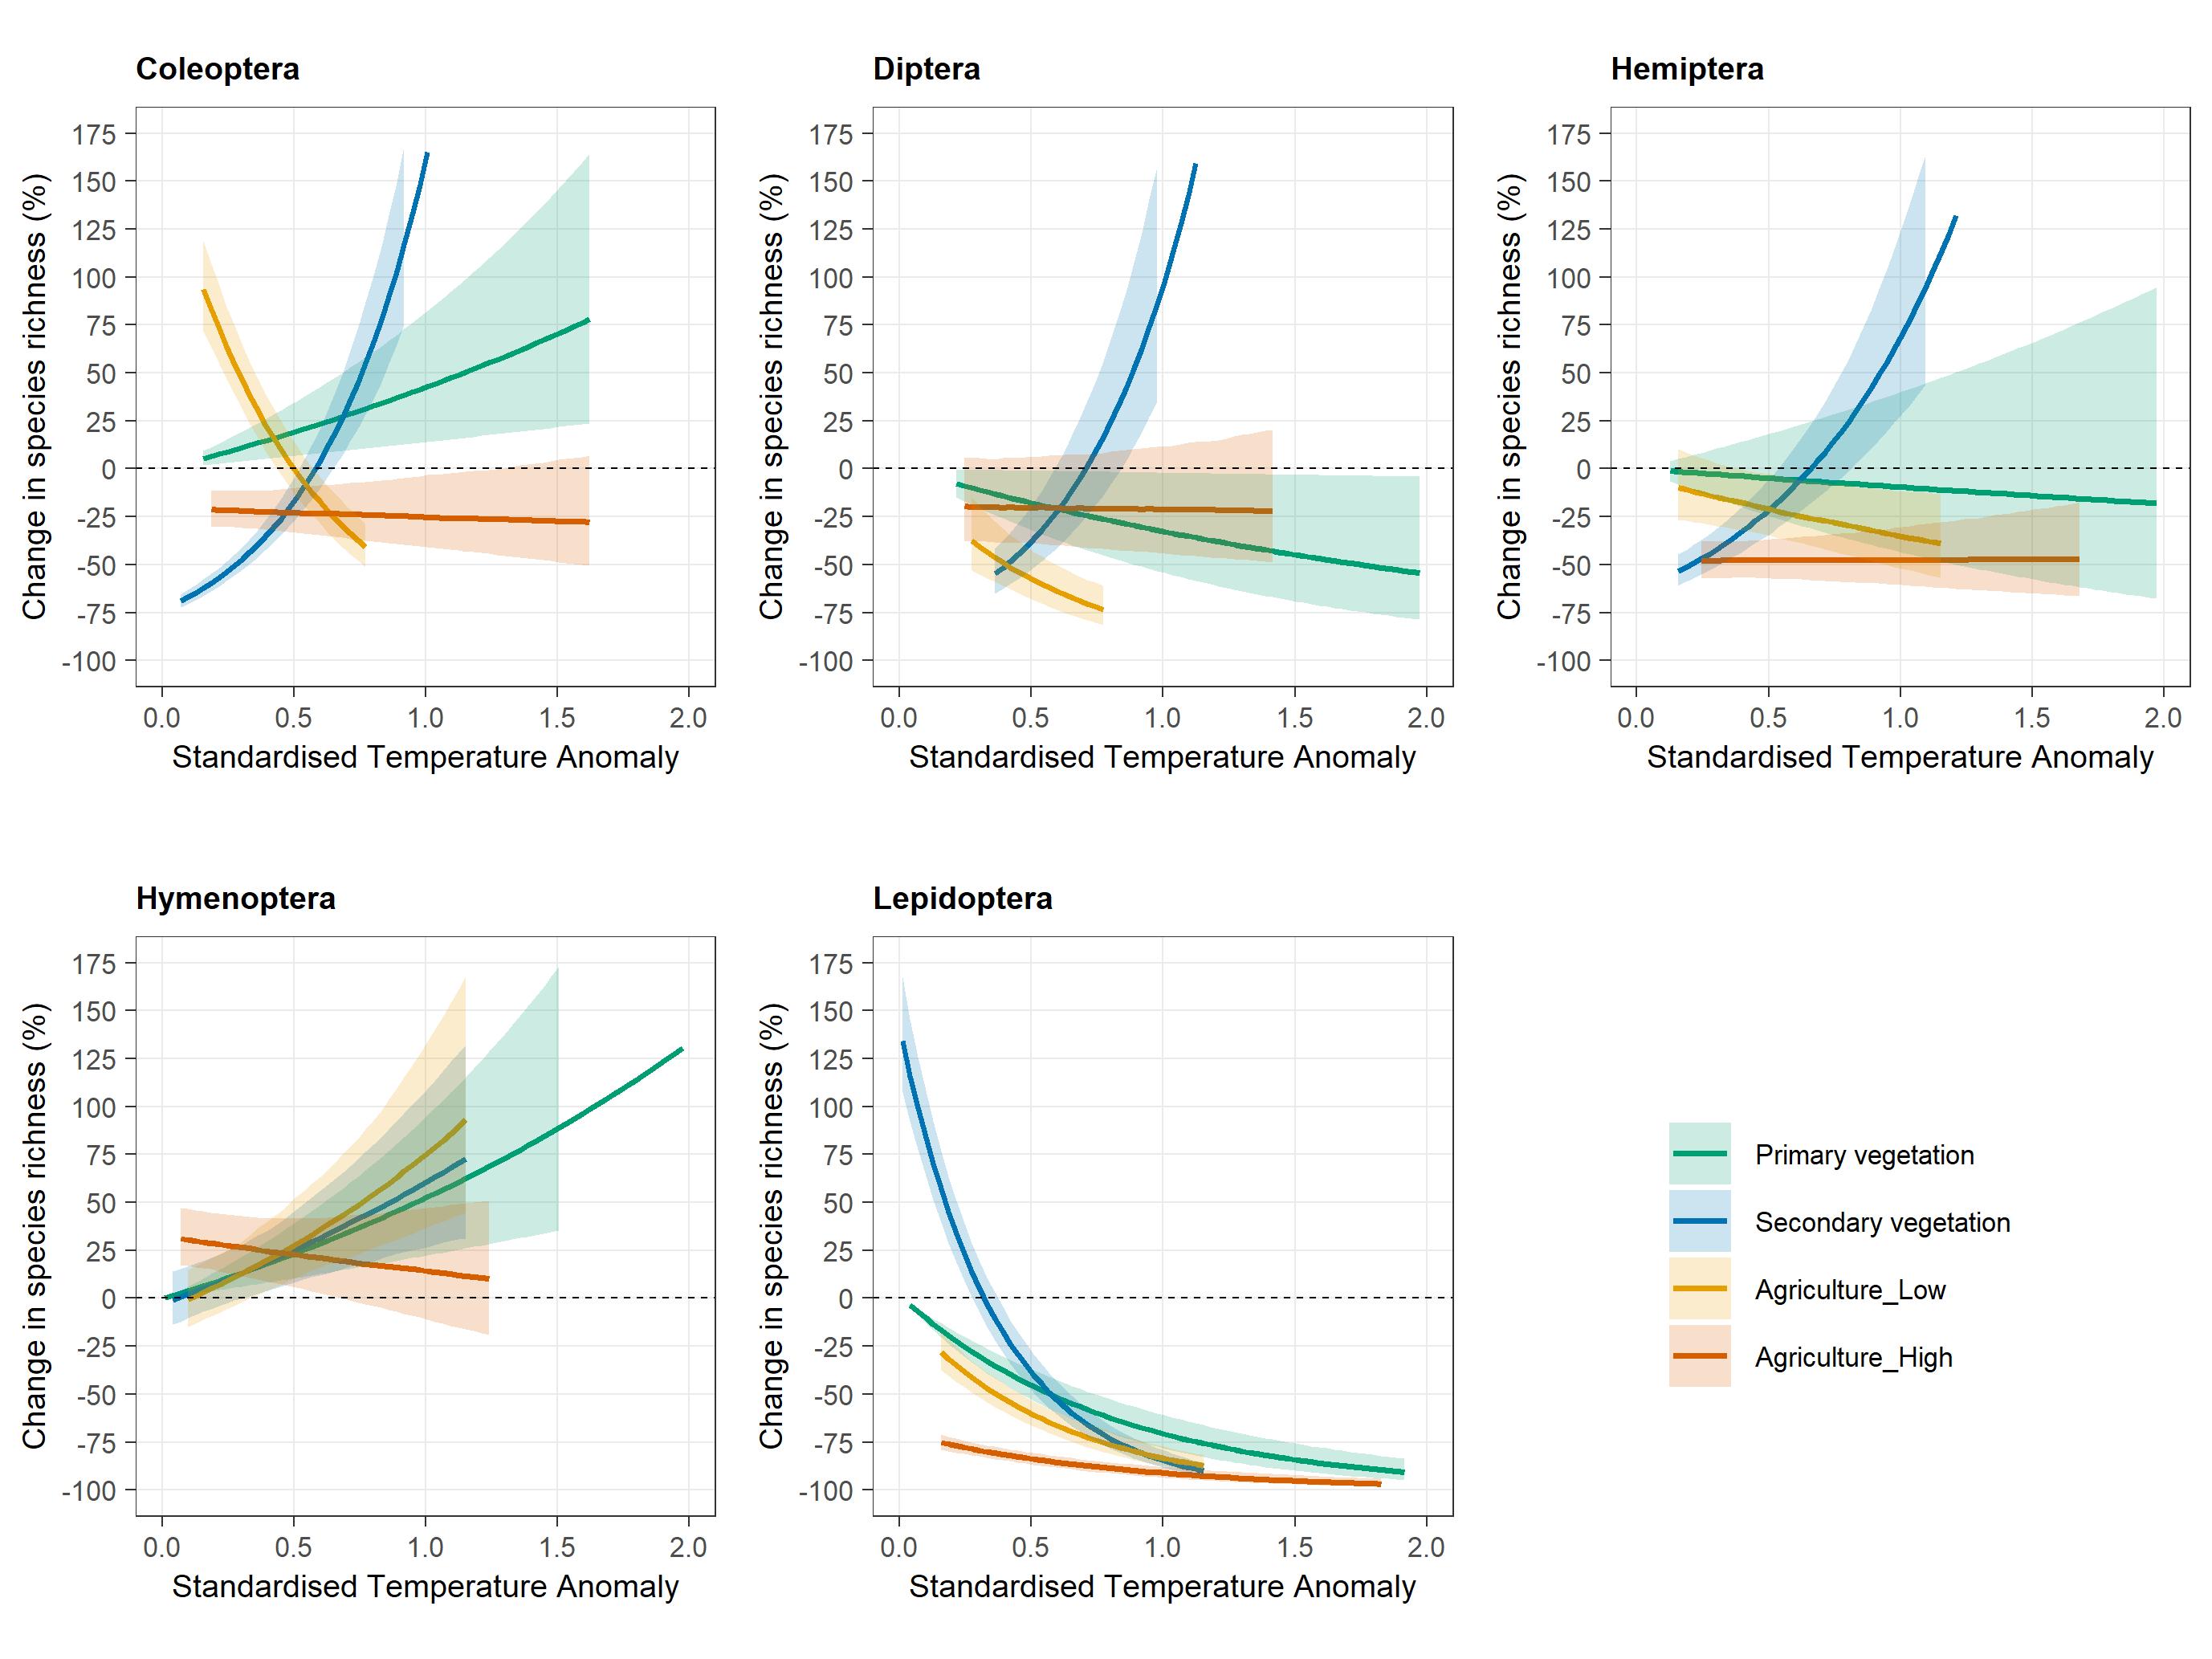 Coleoptera
Change in species richness (%)
175
150
125
100
75
50
25
0
-25
-50
-75
-100
0.0 0.5 1.0 1.5 2.0
Standardised Temperature Anomaly
Diptera
Change in species richness (%)
175
150
125
100
75
50
25
0
-25
-50
-75
-100
0.0 0.5 1.0 1.5 2.0
Standardised Temperature Anomaly
Hemiptera
Change in species richness (%)
175
150
125
100
75
50
25
0
-25
-50
-75
-100
0.0 0.5 1.0 1.5 2.0
Standardised Temperature Anomaly
Hymenoptera
Change in species richness (%)
175
150
125
100
75
50
25
0
-25
-50
-75
-100
0.0 0.5 1.0 1.5 2.0
Standardised Temperature Anomaly
Lepidoptera
Change in species richness (%)
175
150
125
100
75
50
25
0
-25
-50
-75
-100
0.0 0.5 1.0 1.5 2.0
Standardised Temperature Anomaly
Primary vegetation
Secondary vegetation
Agriculture_Low
Agriculture_High